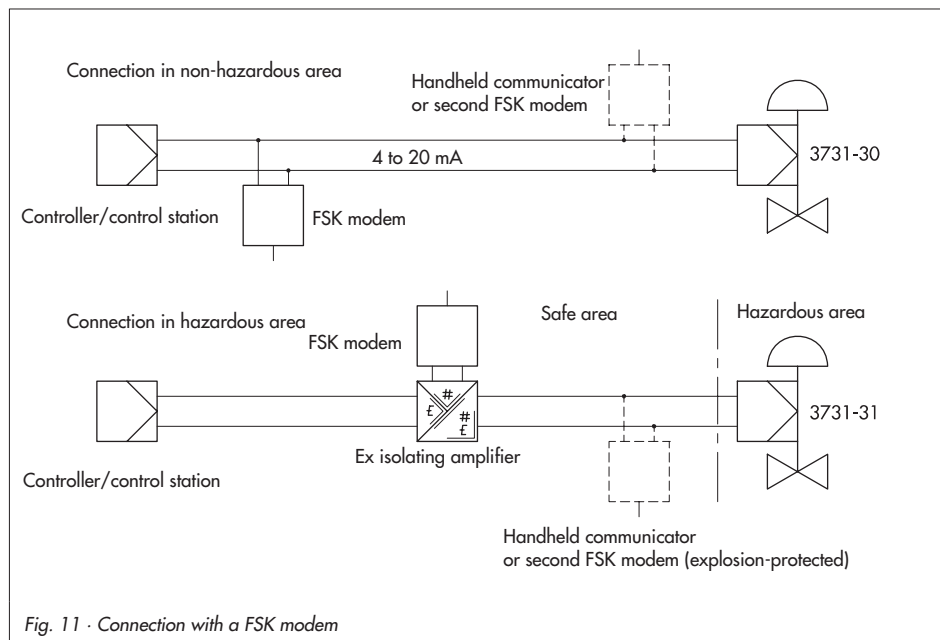 Connection in non-hazardous area
Handheld communicator
or second FSK modem
4 to 20 mA
3731-30
Controller/control station
FSK modem
Connection in hazardous area
FSK modem
Safe area
Hazardous area
3731-31
Ex isolating amplifier
Controller/control station
Handheld communicator
or second FSK modem (explosion-protected)
Fig. 11 · Connection with a FSK modem